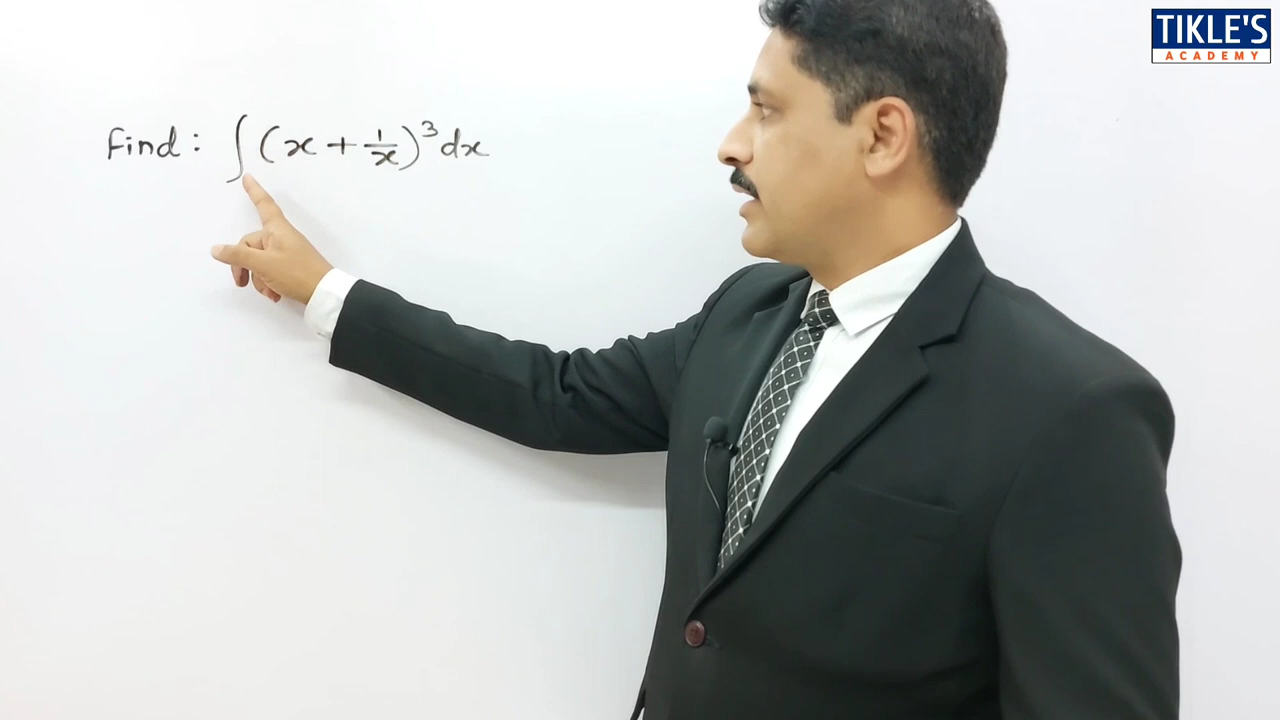 TIKLE'S
ACADEMY
Find : ∫ (x + 1/x)³ dx